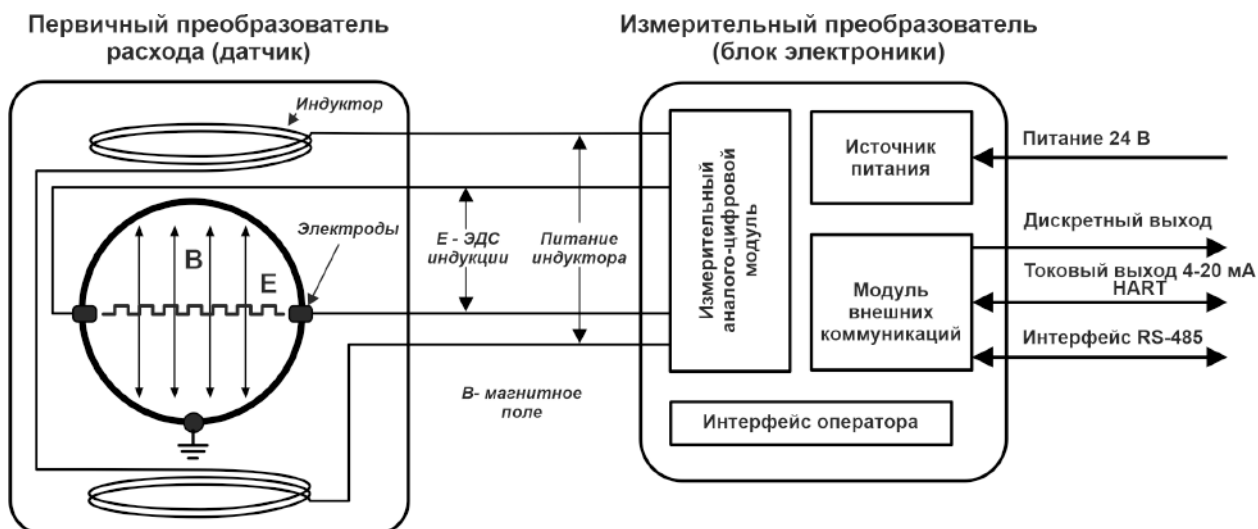 Первичный преобразователь
расхода (датчик)
Измерительный преобразователь
(блок электроники)
Индуктор
Электроды
B
E
E - ЭДС
индукции
Питание
индуктора
B- магнитное
поле
Измерительный
аналого-цифровой
модуль
Источник
питания
Модуль
внешних
коммуникаций
Интерфейс оператора
Питание 24 В
Дискретный выход
Токовый выход 4-20 мА
HART
Интерфейс RS-485